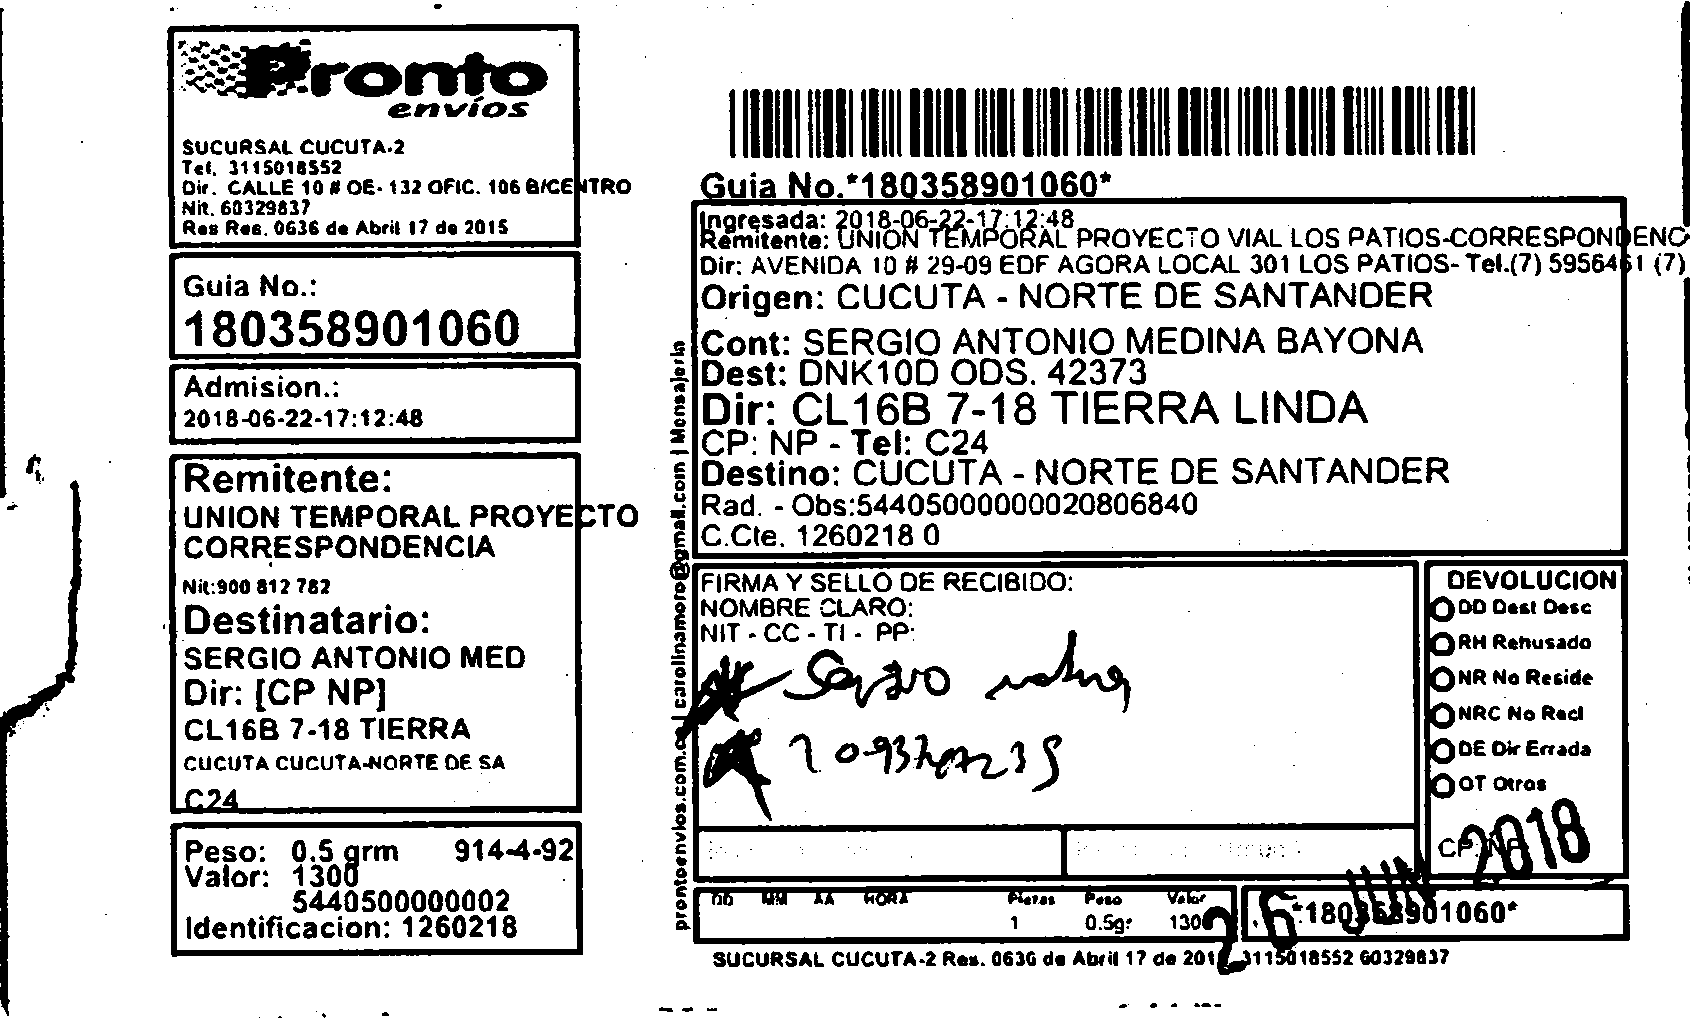 Pronto
envíos
SUCURSAL CUCUTA-2
Tel. 3115018552
Dir. CALLE 10 # OE- 132 OFIC. 106 B/CENTRO
Nit. 60329837
Res Res. 0636 de Abril 17 de 2015
Guia No.:
180358901060
Admision.:
2018-06-22-17:12:48
Remitente:
UNION TEMPORAL PROYECTO
CORRESPONDENCIA
Nit:900 812 782
Destinatario:
SERGIO ANTONIO MED
Dir: [CP NP]
CL16B 7-18 TIERRA
CUCUTA CUCUTA-NORTE DE SA
C24
Peso: 0.5 grm 914-4-92
Valor: 1300
5440500000002
Identificacion: 1260218
prontoenvios.com.co | carolinamoro@gmail.com | Mensajeria
Guia No.*180358901060*
Ingresada: 2018-06-22-17:12:48
Remitente: UNION TEMPORAL PROYECTO VIAL LOS PATIOS-CORRESPONDENC
Dir: AVENIDA 10 # 29-09 EDF AGORA LOCAL 301 LOS PATIOS- Tel.(7) 5956461 (7)
Origen: CUCUTA - NORTE DE SANTANDER
Cont: SERGIO ANTONIO MEDINA BAYONA
Dest: DNK10D ODS. 42373
Dir: CL16B 7-18 TIERRA LINDA
CP: NP - Tel: C24
Destino: CUCUTA - NORTE DE SANTANDER
Rad. - Obs:54405000000020806840
C.Cte. 1260218 0
FIRMA Y SELLO DE RECIBIDO:
NOMBRE CLARO:
NIT - CC - TI - PP:
DEVOLUCION
DD Dest Desc
RH Rehusado
NR No Reside
NRC No Recl
DE Dir Errada
OT Otros
CP: NP
26 JUN 2018
DD MM AA HORA Piezas Peso Valor
1 0.5gr 1300
*180358901060*
SUCURSAL CUCUTA-2 Res. 0636 de Abril 17 de 201 3115018552 60329837